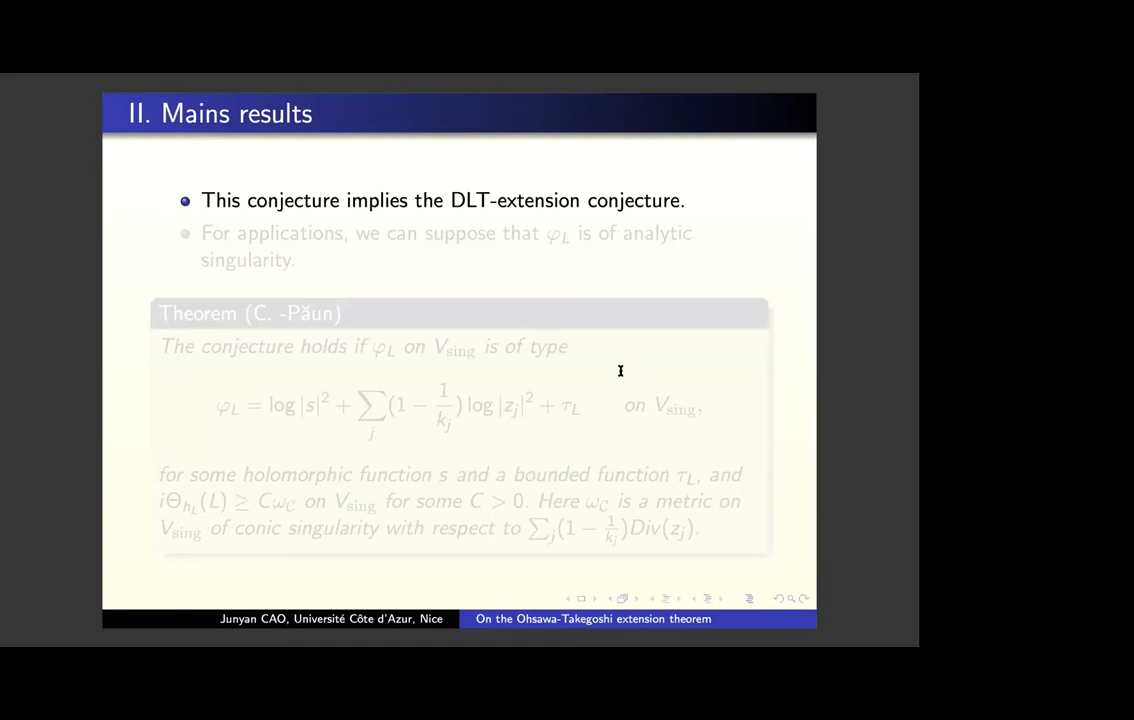 II. Mains results
This conjecture implies the DLT-extension conjecture.
For applications, we can suppose that φ_L is of analytic
singularity.
Theorem (C. -Păun)
The conjecture holds if φ_L on V_sing is of type
φ_L = log |s|² + ∑_j (1 − 1/k_j) log |z_j|² + τ_L on V_sing,
for some holomorphic function s and a bounded function τ_L, and
iΘ_{h_L}(L) ≥ Cω_C on V_sing for some C > 0. Here ω_C is a metric on
V_sing of conic singularity with respect to ∑_j (1 − 1/k_j)Div(z_j).
Junyan CAO, Université Côte d'Azur, Nice
On the Ohsawa-Takegoshi extension theorem